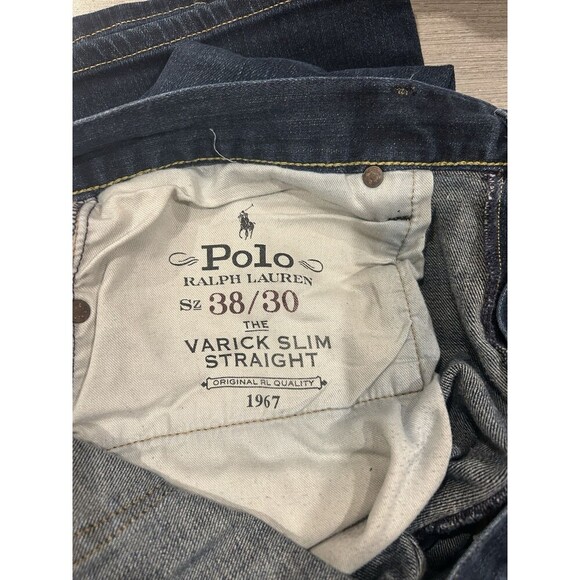 Polo
RALPH LAUREN
Sz 38/30
THE
VARICK SLIM
STRAIGHT
ORIGINAL RL QUALITY
1967